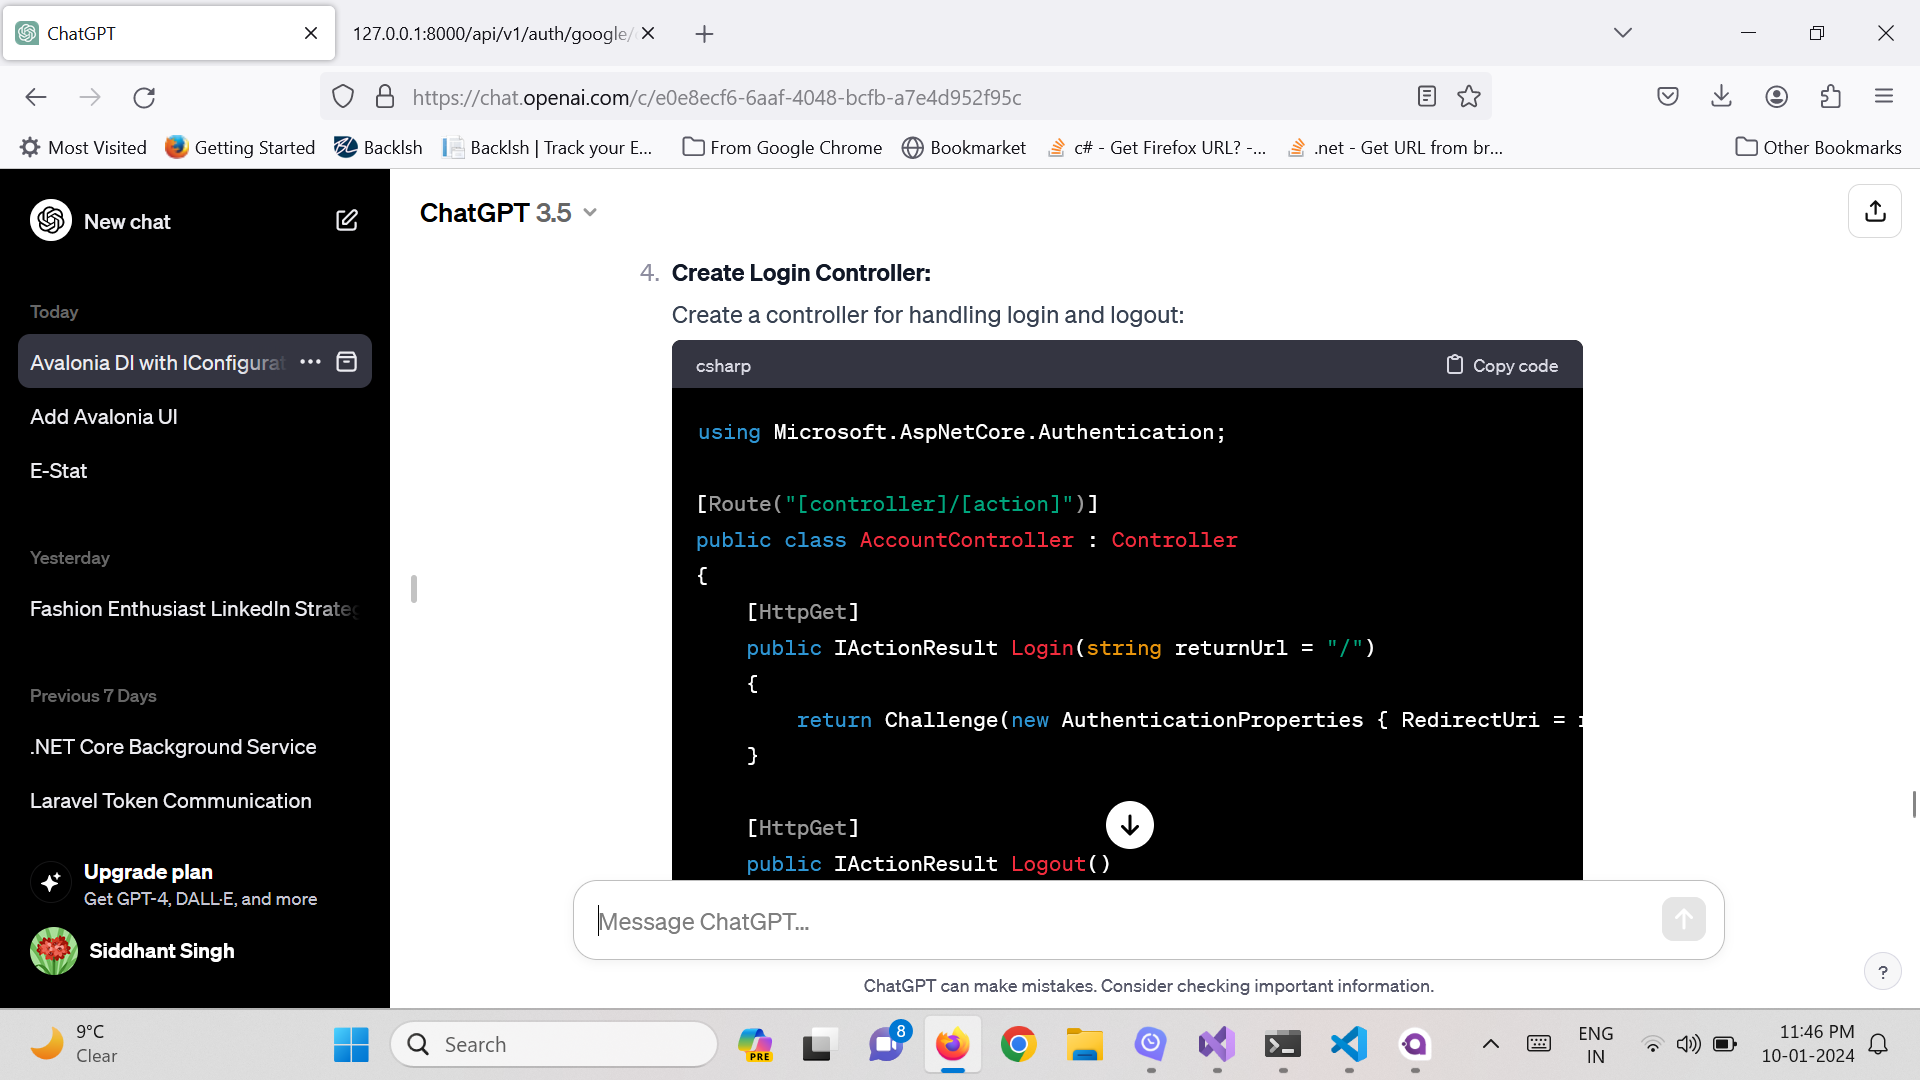 ChatGPT
127.0.0.1:8000/api/v1/auth/google/
https://chat.openai.com/c/e0e8ecf6-6aaf-4048-bcfb-a7e4d952f95c
Most Visited
Getting Started
Backlsh
Backlsh | Track your E...
From Google Chrome
Bookmarket
c# - Get Firefox URL? -...
.net - Get URL from br...
Other Bookmarks
New chat
Today
Avalonia DI with IConfigurat
Add Avalonia UI
E-Stat
Yesterday
Fashion Enthusiast LinkedIn Strate
Previous 7 Days
.NET Core Background Service
Laravel Token Communication
Upgrade plan
Get GPT-4, DALL·E, and more
Siddhant Singh
ChatGPT 3.5
4. Create Login Controller:
Create a controller for handling login and logout:
csharp
Copy code
using Microsoft.AspNetCore.Authentication;
[Route("[controller]/[action]")]
public class AccountController : Controller
{
[HttpGet]
public IActionResult Login(string returnUrl = "/")
{
return Challenge(new AuthenticationProperties { RedirectUri =
}
[HttpGet]
public IActionResult Logout()
Message ChatGPT...
ChatGPT can make mistakes. Consider checking important information.
?
9°C
Clear
Search
PRE
8
ENG
IN
11:46 PM
10-01-2024